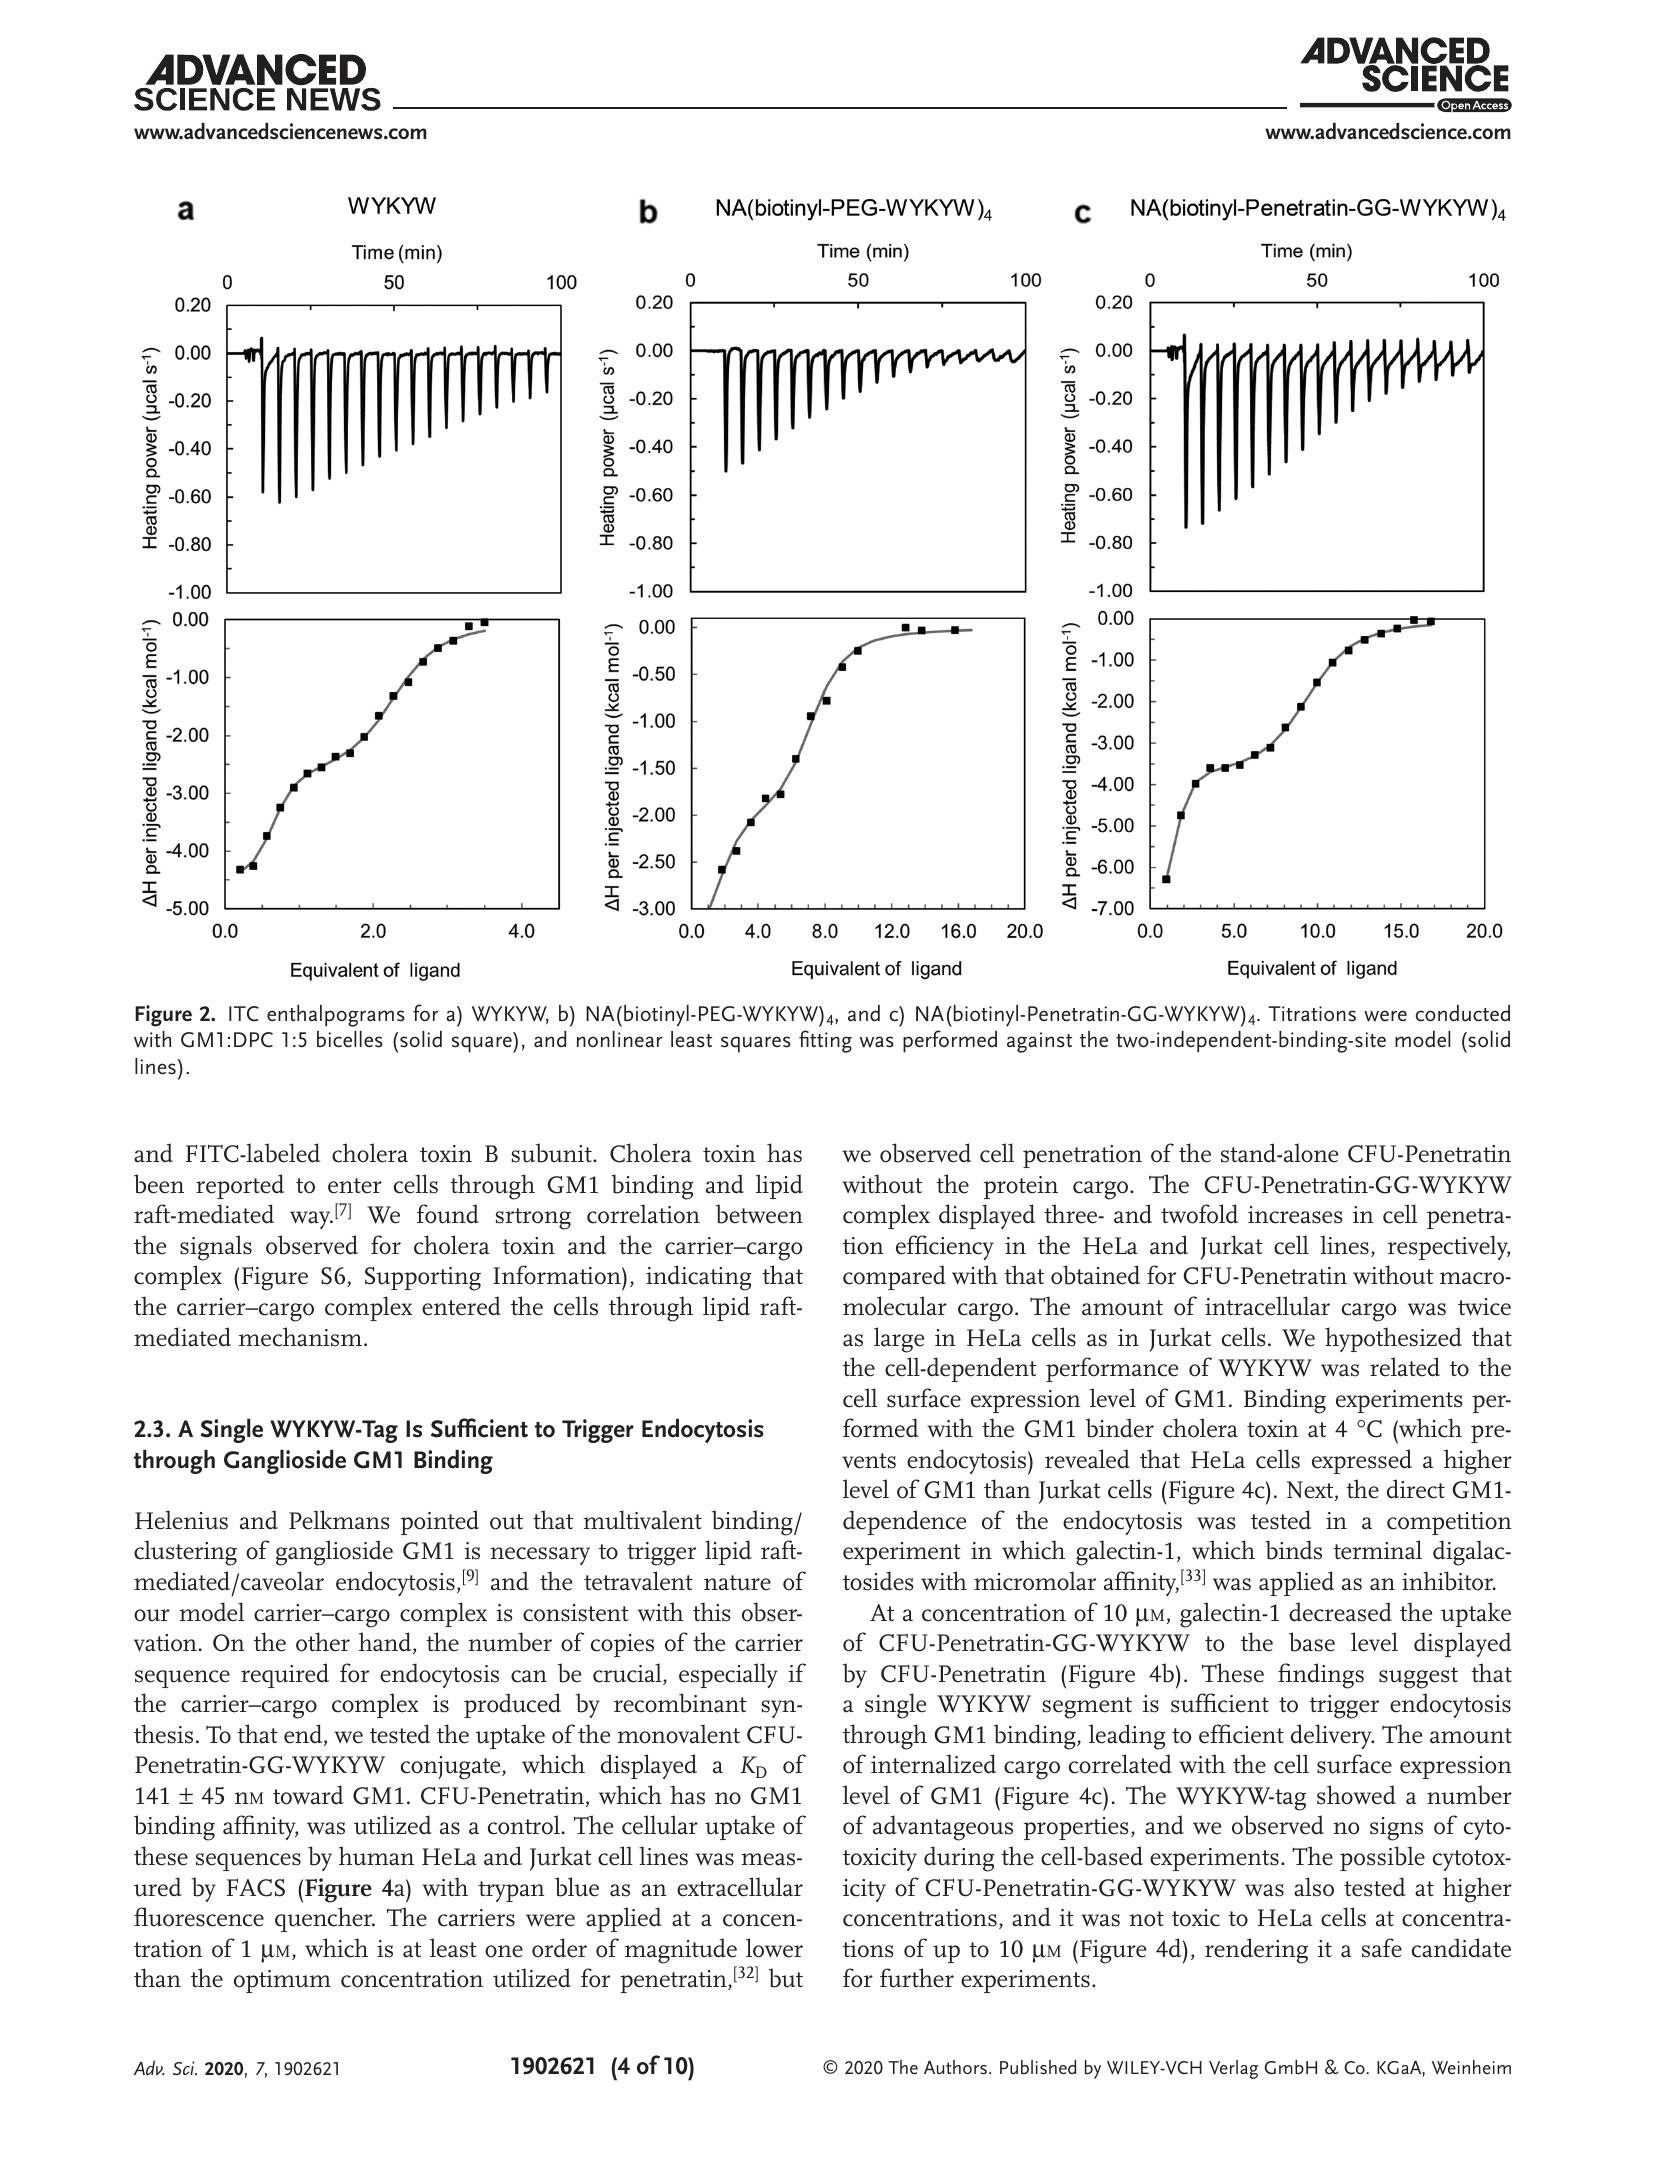 ADVANCED
SCIENCE NEWS
www.advancedsciencenews.com
ADVANCED
SCIENCE
Open Access
www.advancedscience.com
a
WYKYW
Time (min)
0 50 100
0.20
0.00
-0.20
-0.40
-0.60
-0.80
-1.00
Heating power (µcal s-1)
0.00
-1.00
-2.00
-3.00
-4.00
-5.00
ΔH per injected ligand (kcal mol-1)
0.0 2.0 4.0
Equivalent of ligand
b
NA(biotinyl-PEG-WYKYW)4
Time (min)
0 50 100
0.20
0.00
-0.20
-0.40
-0.60
-0.80
-1.00
Heating power (µcal s-1)
0.00
-0.50
-1.00
-1.50
-2.00
-2.50
-3.00
ΔH per injected ligand (kcal mol-1)
0.0 4.0 8.0 12.0 16.0 20.0
Equivalent of ligand
c
NA(biotinyl-Penetratin-GG-WYKYW)4
Time (min)
0 50 100
0.20
0.00
-0.20
-0.40
-0.60
-0.80
-1.00
Heating power (µcal s-1)
0.00
-1.00
-2.00
-3.00
-4.00
-5.00
-6.00
-7.00
ΔH per injected ligand (kcal mol-1)
0.0 5.0 10.0 15.0 20.0
Equivalent of ligand
Figure 2. ITC enthalpograms for a) WYKYW, b) NA(biotinyl-PEG-WYKYW)4, and c) NA(biotinyl-Penetratin-GG-WYKYW)4. Titrations were conducted
with GM1:DPC 1:5 bicelles (solid square), and nonlinear least squares fitting was performed against the two-independent-binding-site model (solid
lines).
and FITC-labeled cholera toxin B subunit. Cholera toxin has
been reported to enter cells through GM1 binding and lipid
raft-mediated way.[7] We found srtrong correlation between
the signals observed for cholera toxin and the carrier–cargo
complex (Figure S6, Supporting Information), indicating that
the carrier–cargo complex entered the cells through lipid raft-
mediated mechanism.
2.3. A Single WYKYW-Tag Is Sufficient to Trigger Endocytosis
through Ganglioside GM1 Binding
Helenius and Pelkmans pointed out that multivalent binding/
clustering of ganglioside GM1 is necessary to trigger lipid raft-
mediated/caveolar endocytosis,[9] and the tetravalent nature of
our model carrier–cargo complex is consistent with this obser-
vation. On the other hand, the number of copies of the carrier
sequence required for endocytosis can be crucial, especially if
the carrier–cargo complex is produced by recombinant syn-
thesis. To that end, we tested the uptake of the monovalent CFU-
Penetratin-GG-WYKYW conjugate, which displayed a KD of
141 ± 45 nM toward GM1. CFU-Penetratin, which has no GM1
binding affinity, was utilized as a control. The cellular uptake of
these sequences by human HeLa and Jurkat cell lines was meas-
ured by FACS (Figure 4a) with trypan blue as an extracellular
fluorescence quencher. The carriers were applied at a concen-
tration of 1 µM, which is at least one order of magnitude lower
than the optimum concentration utilized for penetratin,[32] but
we observed cell penetration of the stand-alone CFU-Penetratin
without the protein cargo. The CFU-Penetratin-GG-WYKYW
complex displayed three- and twofold increases in cell penetra-
tion efficiency in the HeLa and Jurkat cell lines, respectively,
compared with that obtained for CFU-Penetratin without macro-
molecular cargo. The amount of intracellular cargo was twice
as large in HeLa cells as in Jurkat cells. We hypothesized that
the cell-dependent performance of WYKYW was related to the
cell surface expression level of GM1. Binding experiments per-
formed with the GM1 binder cholera toxin at 4 °C (which pre-
vents endocytosis) revealed that HeLa cells expressed a higher
level of GM1 than Jurkat cells (Figure 4c). Next, the direct GM1-
dependence of the endocytosis was tested in a competition
experiment in which galectin-1, which binds terminal digalac-
tosides with micromolar affinity,[33] was applied as an inhibitor.
At a concentration of 10 µM, galectin-1 decreased the uptake
of CFU-Penetratin-GG-WYKYW to the base level displayed
by CFU-Penetratin (Figure 4b). These findings suggest that
a single WYKYW segment is sufficient to trigger endocytosis
through GM1 binding, leading to efficient delivery. The amount
of internalized cargo correlated with the cell surface expression
level of GM1 (Figure 4c). The WYKYW-tag showed a number
of advantageous properties, and we observed no signs of cyto-
toxicity during the cell-based experiments. The possible cytotox-
icity of CFU-Penetratin-GG-WYKYW was also tested at higher
concentrations, and it was not toxic to HeLa cells at concentra-
tions of up to 10 µM (Figure 4d), rendering it a safe candidate
for further experiments.
Adv. Sci. 2020, 7, 1902621
1902621 (4 of 10)
© 2020 The Authors. Published by WILEY-VCH Verlag GmbH & Co. KGaA, Weinheim